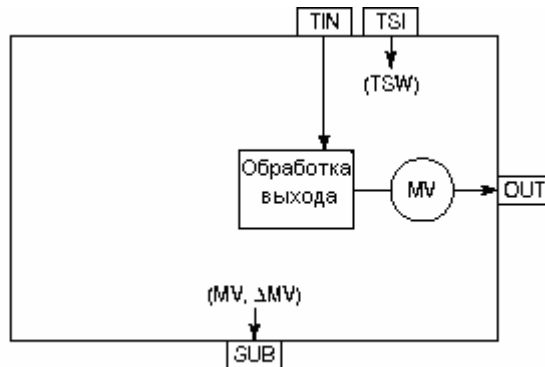 TIN TSI
(TSW)
Обработка
выхода
MV
OUT
(MV, ΔMV)
SUB